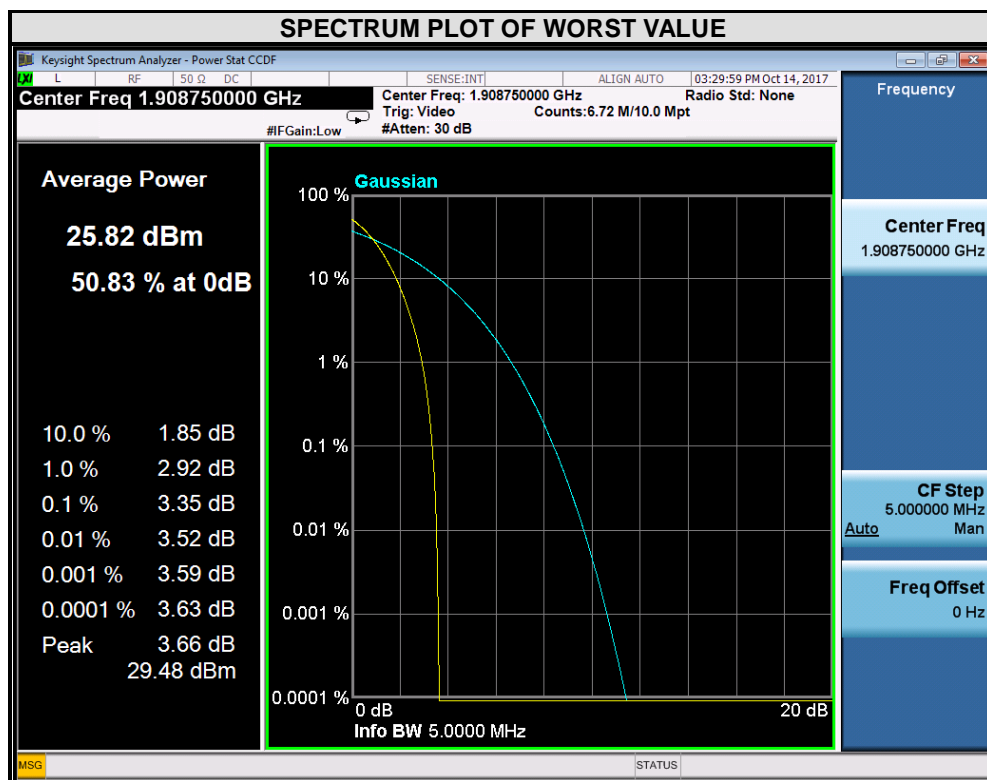 SPECTRUM PLOT OF WORST VALUE
Keysight Spectrum Analyzer - Power Stat CCDF
LXI L RF 50 Ω DC SENSE:INT ALIGN AUTO 03:29:59 PM Oct 14, 2017
Center Freq 1.908750000 GHz
Center Freq: 1.908750000 GHz Radio Std: None
Trig: Video Counts:6.72 M/10.0 Mpt
#IFGain:Low #Atten: 30 dB
Average Power
25.82 dBm
50.83 % at 0dB
10.0 % 1.85 dB
1.0 % 2.92 dB
0.1 % 3.35 dB
0.01 % 3.52 dB
0.001 % 3.59 dB
0.0001 % 3.63 dB
Peak 3.66 dB
29.48 dBm
Gaussian
100 %
10 %
1 %
0.1 %
0.01 %
0.001 %
0.0001 %
0 dB 20 dB
Info BW 5.0000 MHz
Frequency
Center Freq
1.908750000 GHz
CF Step
5.000000 MHz
Auto Man
Freq Offset
0 Hz
MSG STATUS